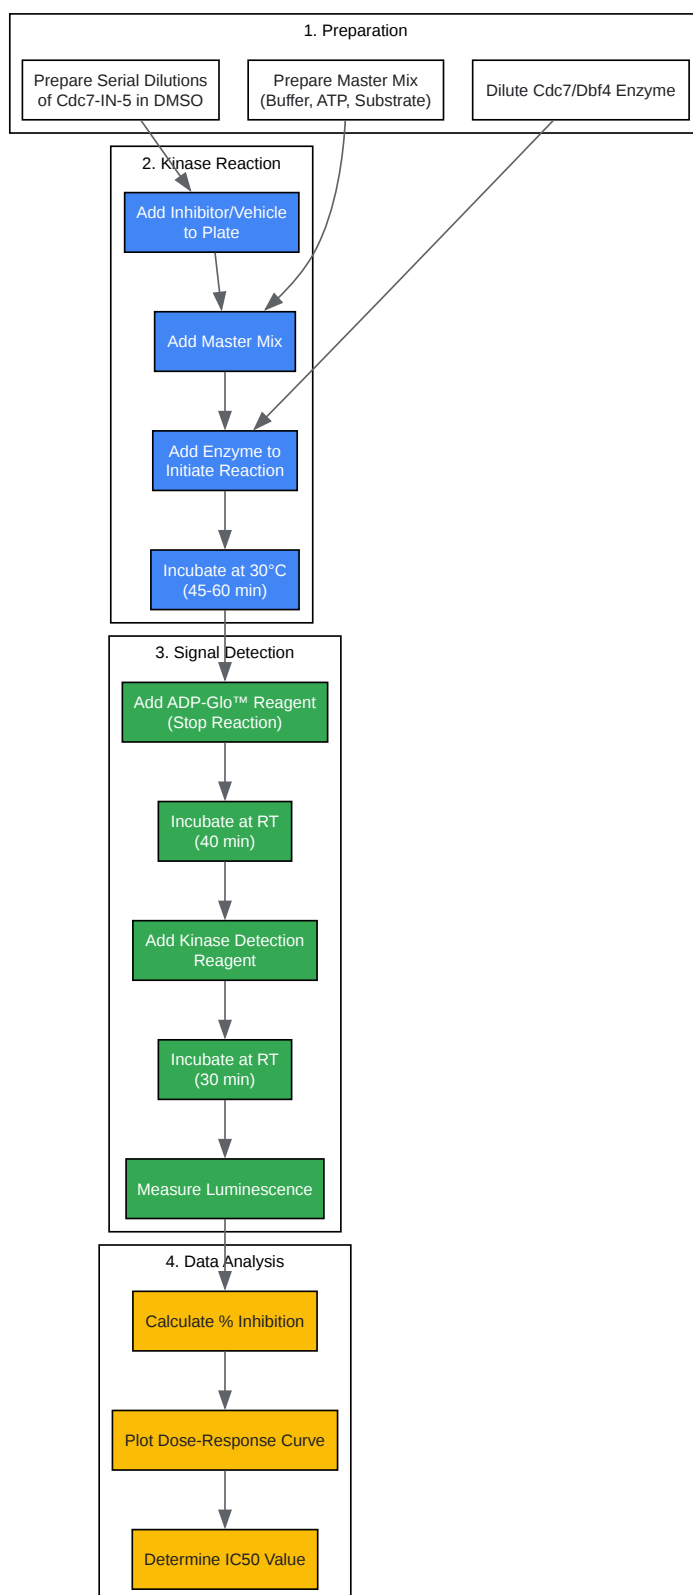 1. Preparation
Prepare Serial Dilutions
of Cdc7-IN-5 in DMSO
Prepare Master Mix
(Buffer, ATP, Substrate)
Dilute Cdc7/Dbf4 Enzyme
2. Kinase Reaction
Add Inhibitor/Vehicle
to Plate
Add Master Mix
Add Enzyme to
Initiate Reaction
Incubate at 30°C
(45-60 min)
3. Signal Detection
Add ADP-Glo™ Reagent
(Stop Reaction)
Incubate at RT
(40 min)
Add Kinase Detection
Reagent
Incubate at RT
(30 min)
Measure Luminescence
4. Data Analysis
Calculate % Inhibition
Plot Dose-Response Curve
Determine IC50 Value